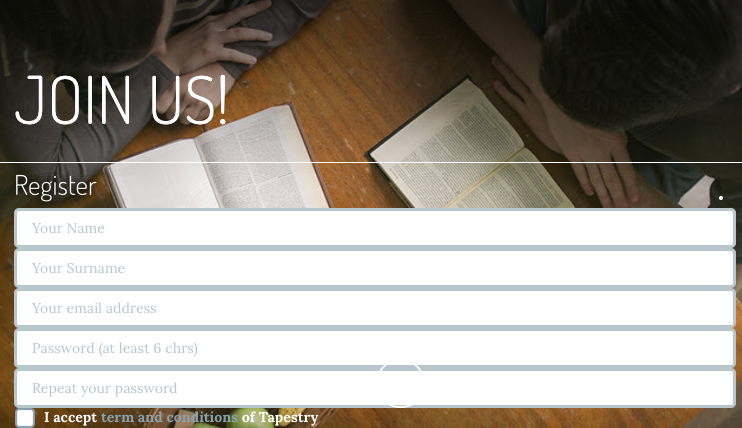 JOIN US!
Register
Your Name
Your Surname
Your email address
Password (at least 6 chrs)
Repeat your password
I accept term and conditions of Tapestry